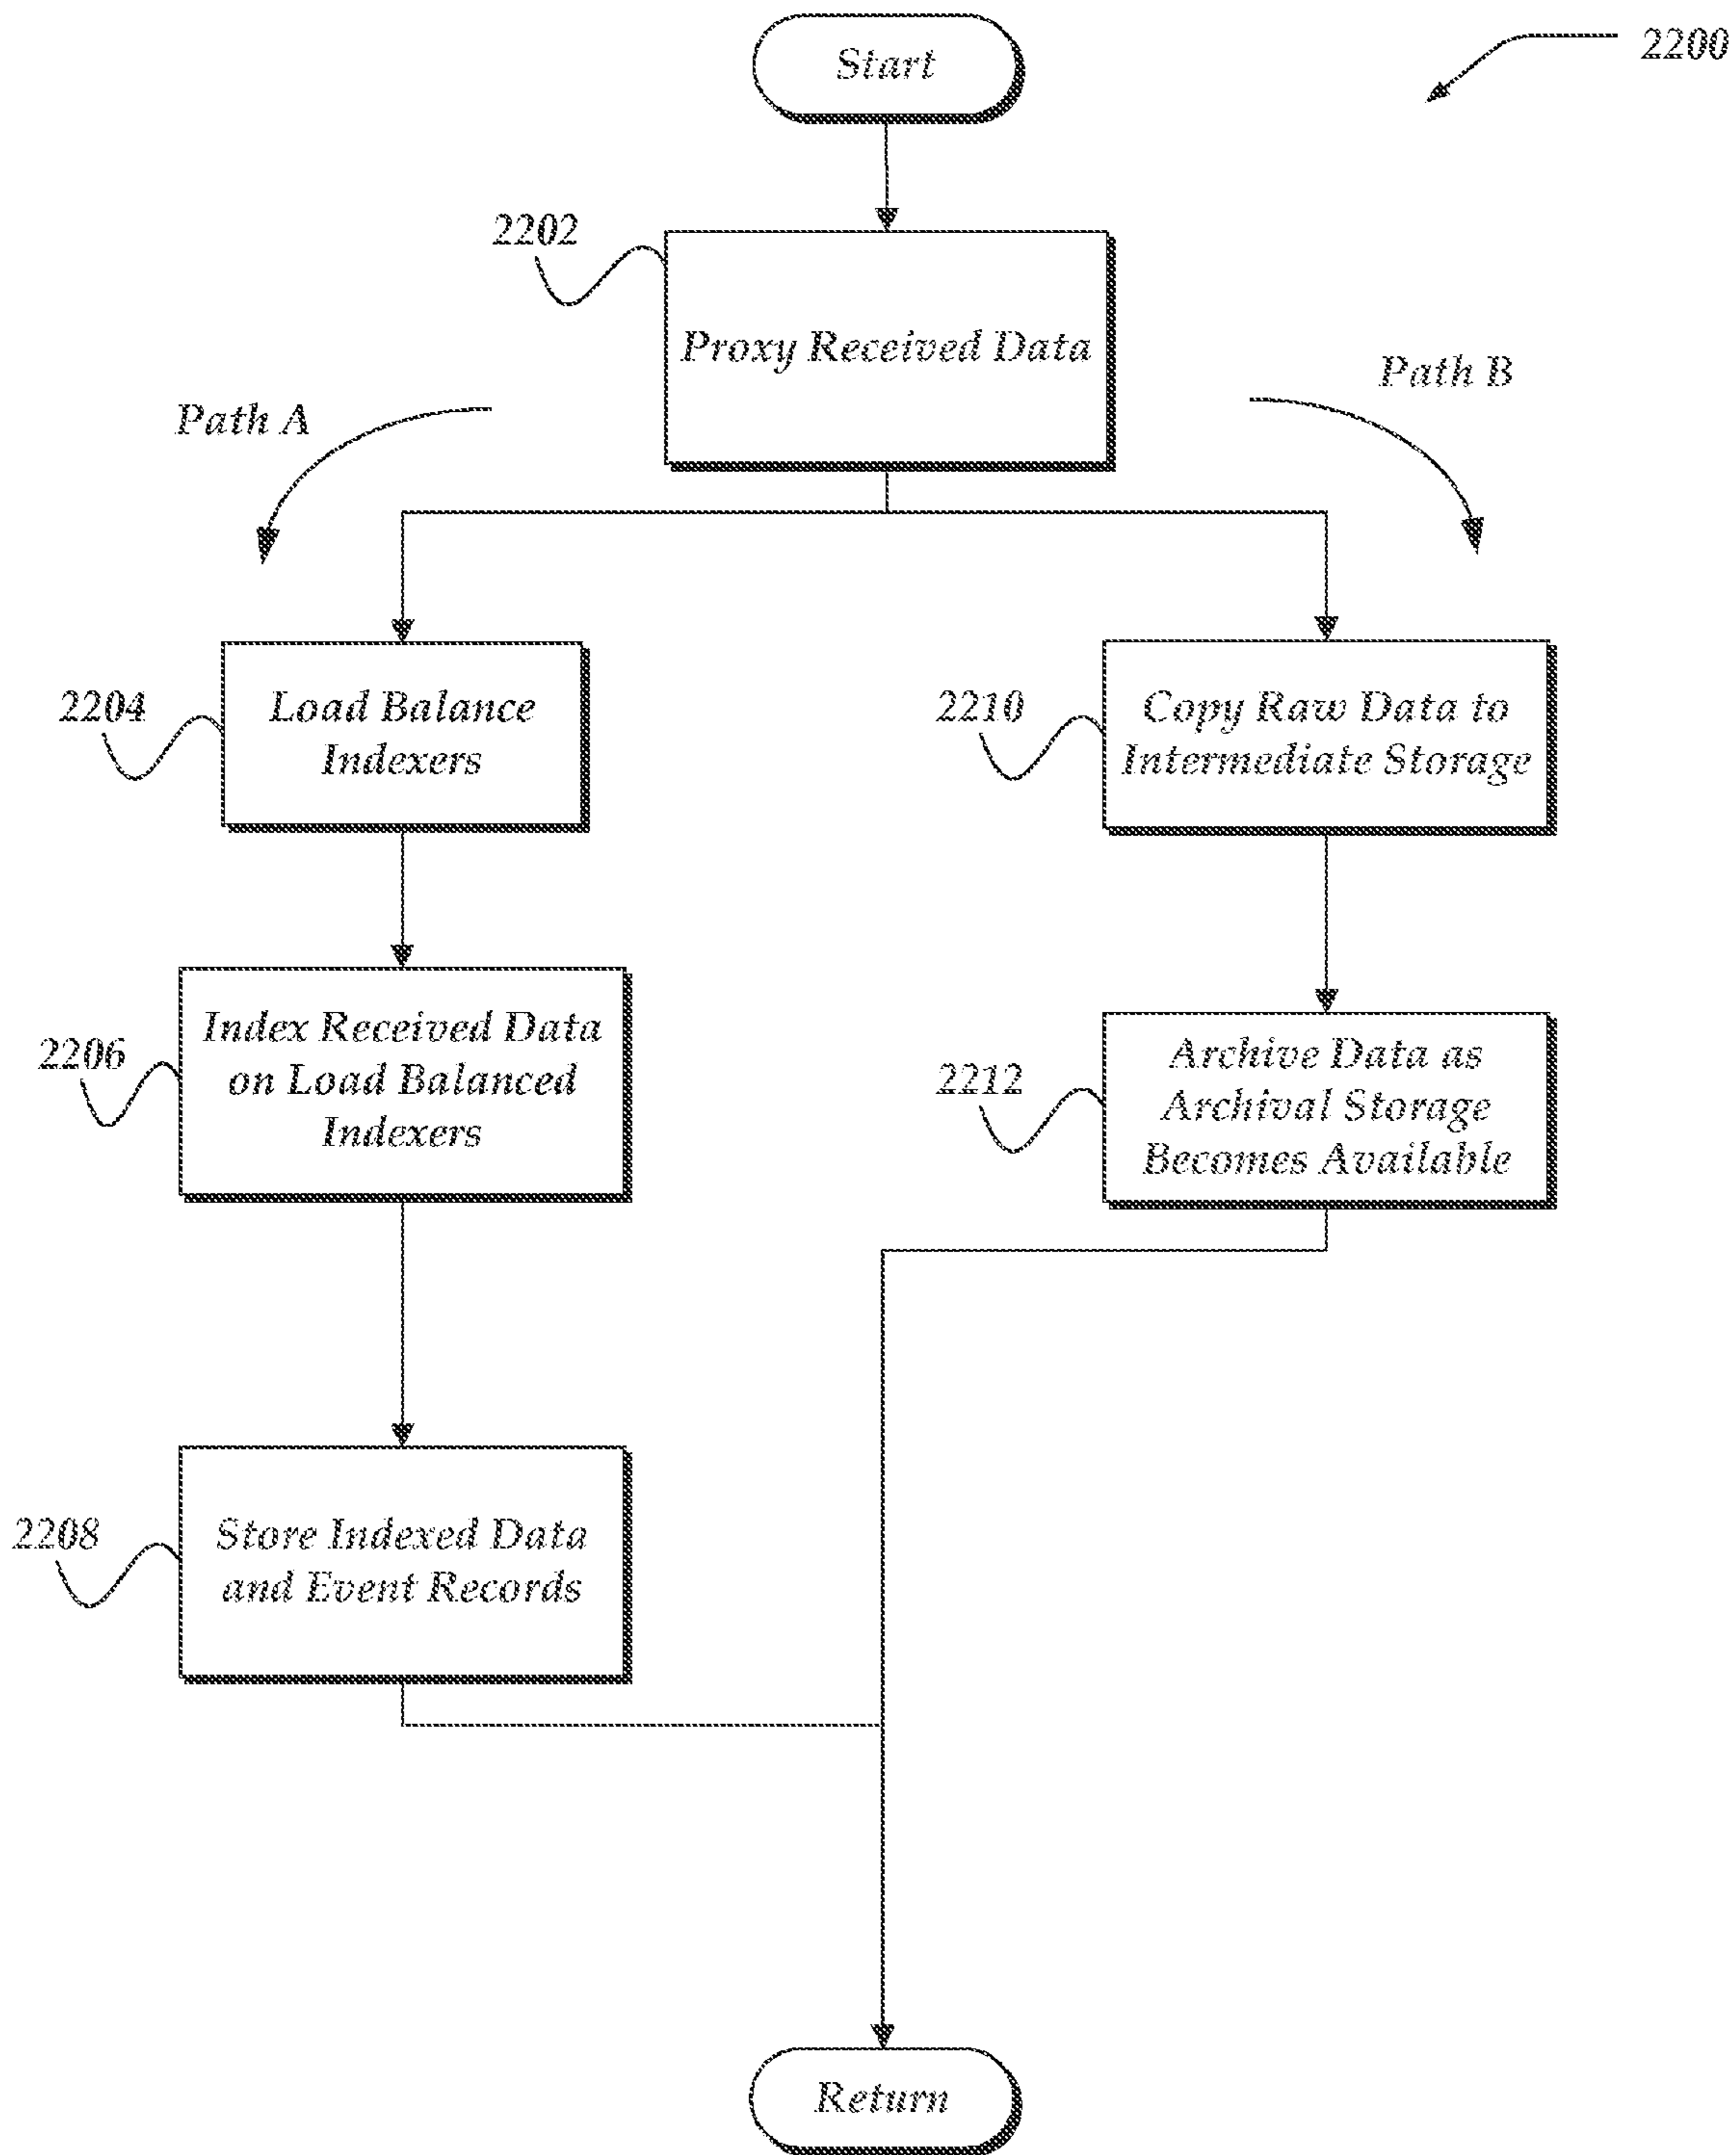 Start
2200
2202
Proxy Received Data
Path A
Path B
2204
Load Balance
Indexers
2206
Index Received Data
on Load Balanced
Indexers
2208
Store Indexed Data
and Event Records
2210
Copy Raw Data to
Intermediate Storage
2212
Archive Data as
Archival Storage
Becomes Available
Return